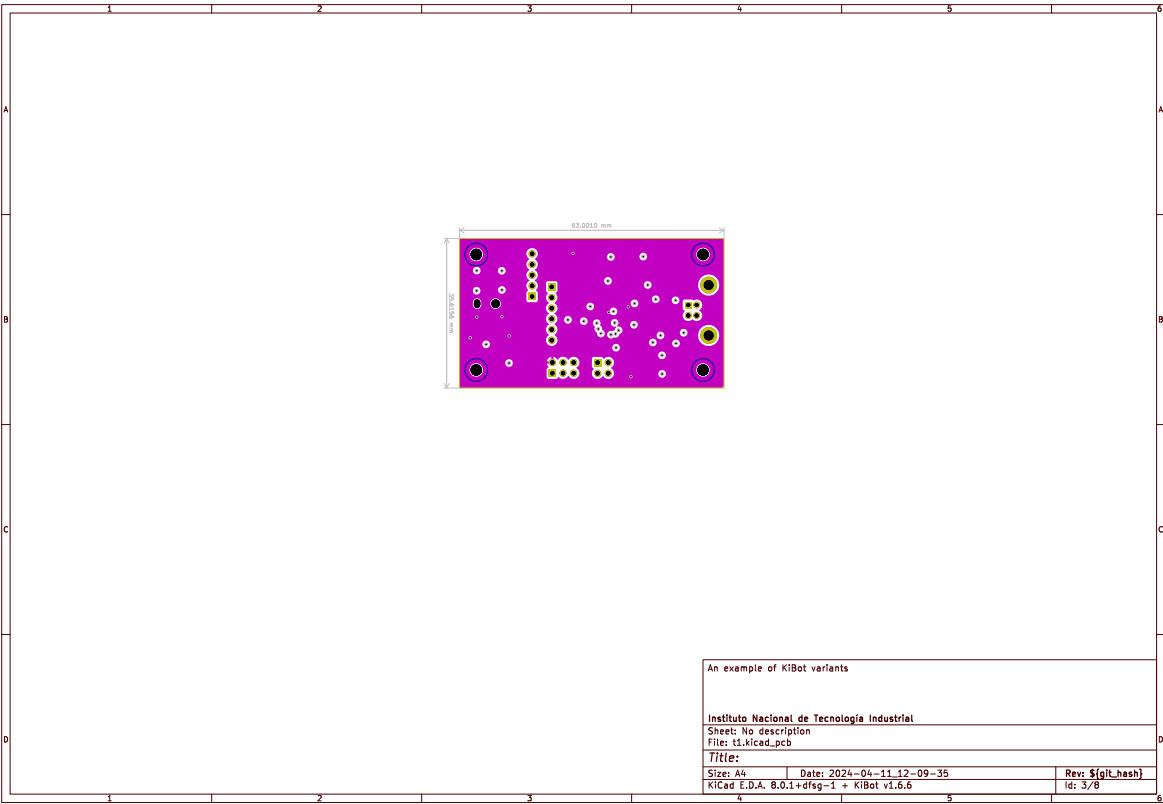 1 2 3 4 5 6
A A
63.0010 mm
B B
C C
D D
An example of KiBot variants
Instituto Nacional de Tecnología Industrial
Sheet: No description
File: t1.kicad_pcb
Title:
Size: A4 Date: 2024-04-11_12-09-35 Rev: ${git_hash}
KiCad E.D.A. 8.0.1+dfsg-1 + KiBot v1.6.6 Id: 3/8
1 2 3 4 5 6